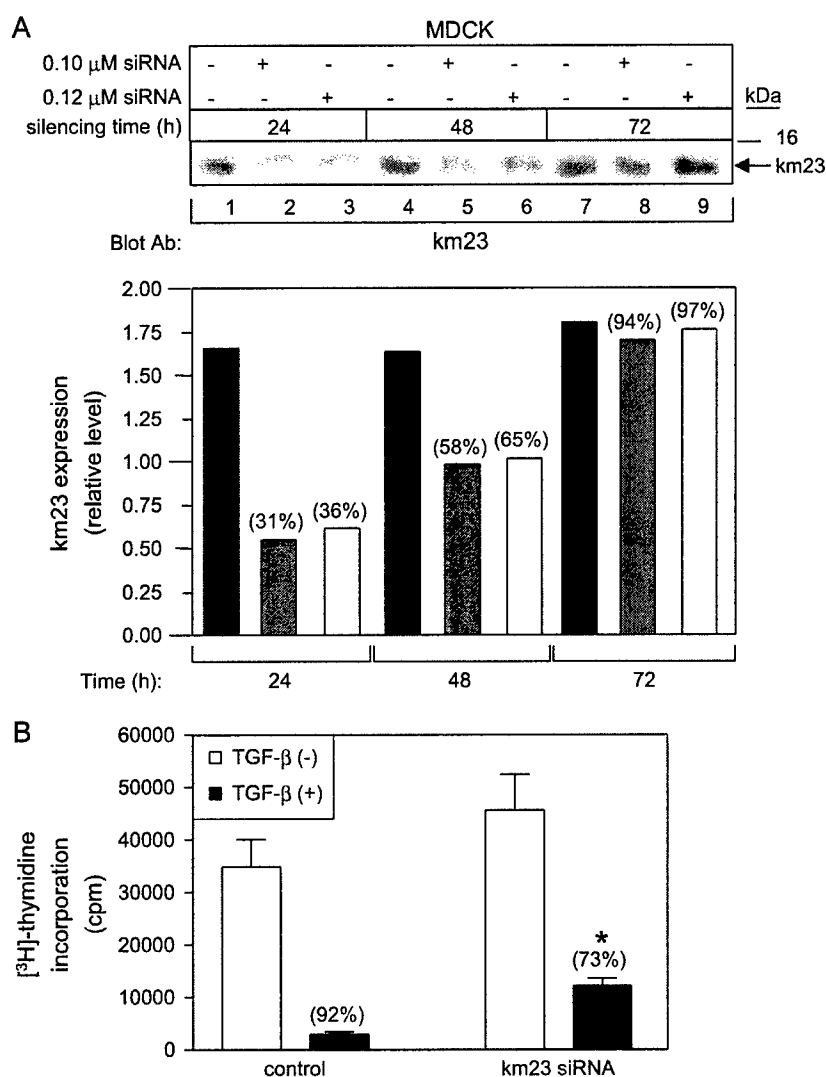 A
MDCK
0.10 μM siRNA - + - - + - - + -
0.12 μM siRNA - - + - - + - - +
kDa
silencing time (h) 24 48 72
16
km23
1 2 3 4 5 6 7 8 9
Blot Ab: km23
km23 expression
(relative level)
2.00
1.75
1.50
1.00
0.75
0.50
0.25
0.00
(31%) (36%)
(58%) (65%)
(94%) (97%)
Time (h): 24 48 72
B
[³H]-thymidine
incorporation
(cpm)
60000
50000
40000
30000
20000
10000
0
TGF-β (-)
TGF-β (+)
(92%)
*
(73%)
control km23 siRNA